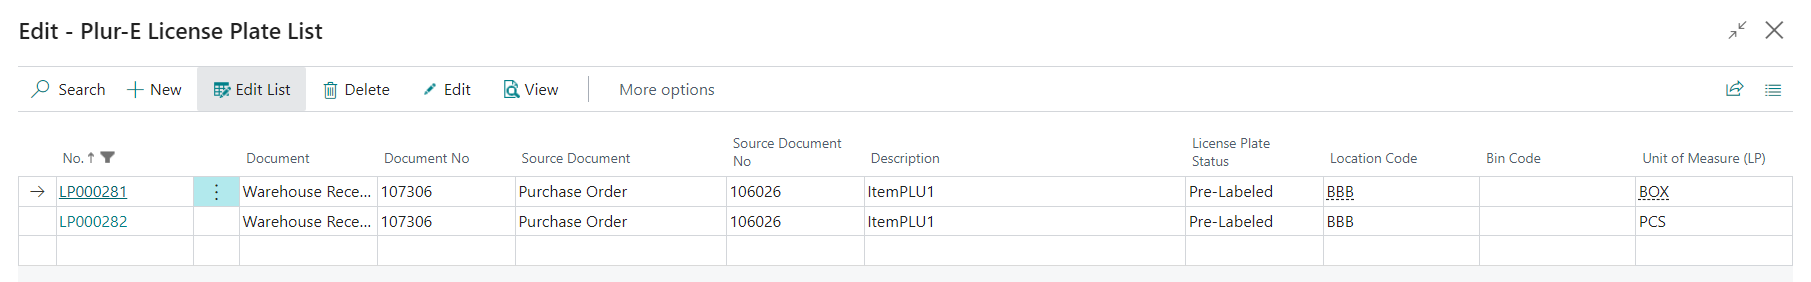 Edit - Plur-E License Plate List
Search New Edit List Delete Edit View More options
No. Document Document No Source Document Source Document No Description License Plate Status Location Code Bin Code Unit of Measure (LP)
LP000281 Warehouse Rece... 107306 Purchase Order 106026 ItemPLU1 Pre-Labeled BBB BOX
LP000282 Warehouse Rece... 107306 Purchase Order 106026 ItemPLU1 Pre-Labeled BBB PCS